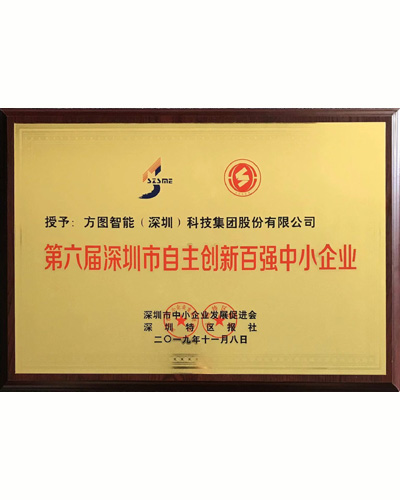 SZSME
授予：方图智能（深圳）科技集团股份有限公司
第六届深圳市自主创新百强中小企业
深圳市中小企业发展促进会
深圳特区报社
二〇一九年十一月八日